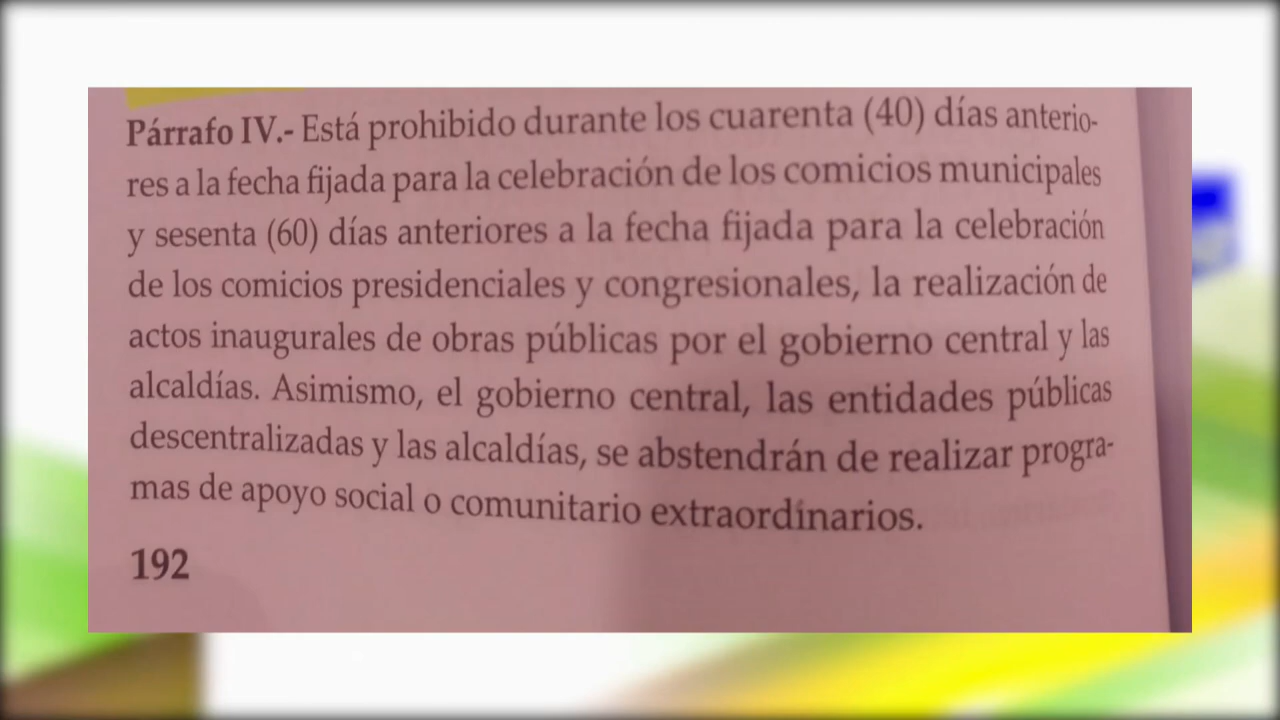 Párrafo IV.- Está prohibido durante los cuarenta (40) días anterio-
res a la fecha fijada para la celebración de los comicios municipales
y sesenta (60) días anteriores a la fecha fijada para la celebración
de los comicios presidenciales y congresionales, la realización de
actos inaugurales de obras públicas por el gobierno central y las
alcaldías. Asimismo, el gobierno central, las entidades públicas
descentralizadas y las alcaldías, se abstendrán de realizar progra-
mas de apoyo social o comunitario extraordinarios.
192